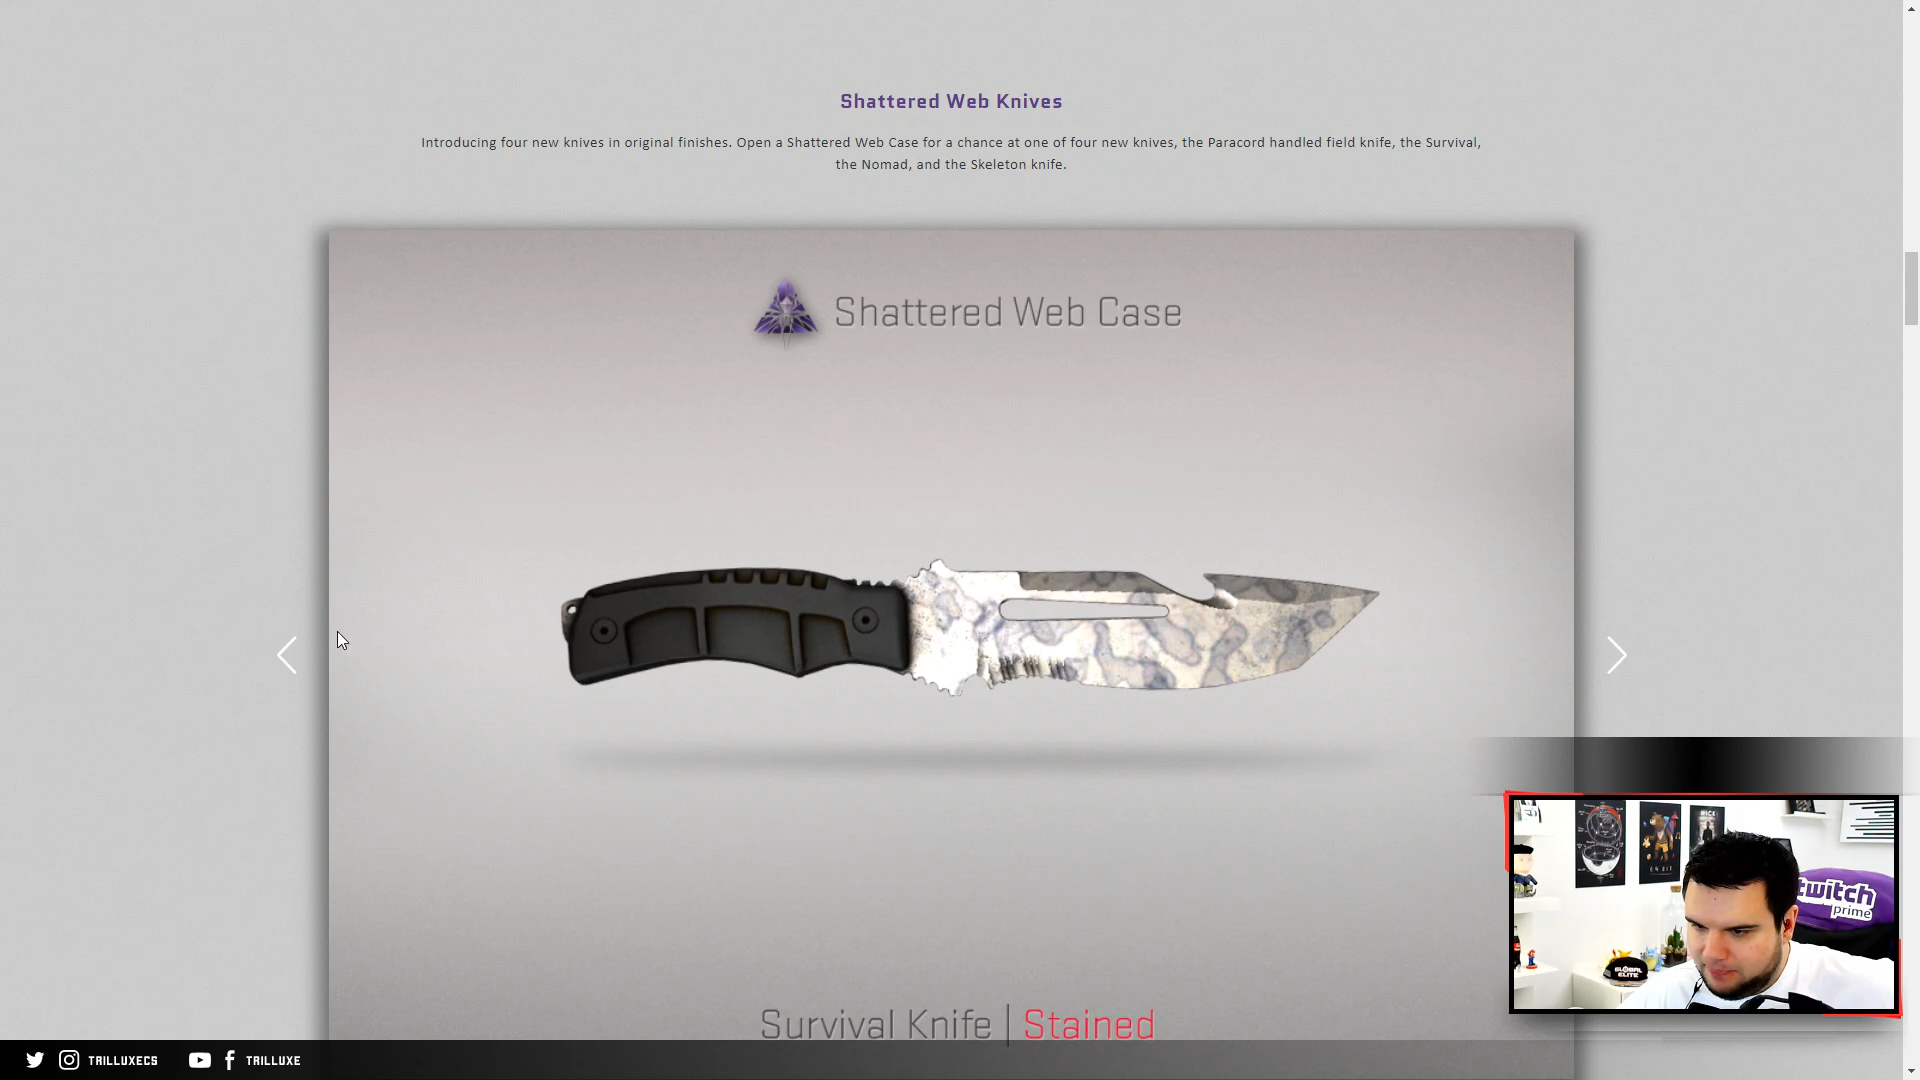 Shattered Web Knives
Introducing four new knives in original finishes. Open a Shattered Web Case for a chance at one of four new knives, the Paracord handled field knife, the Survival,
the Nomad, and the Skeleton knife.
Shattered Web Case
Survival Knife | Stained
twitch
prime
GLOBAL
ELITE
TRILLUXECS
TRILLUXE